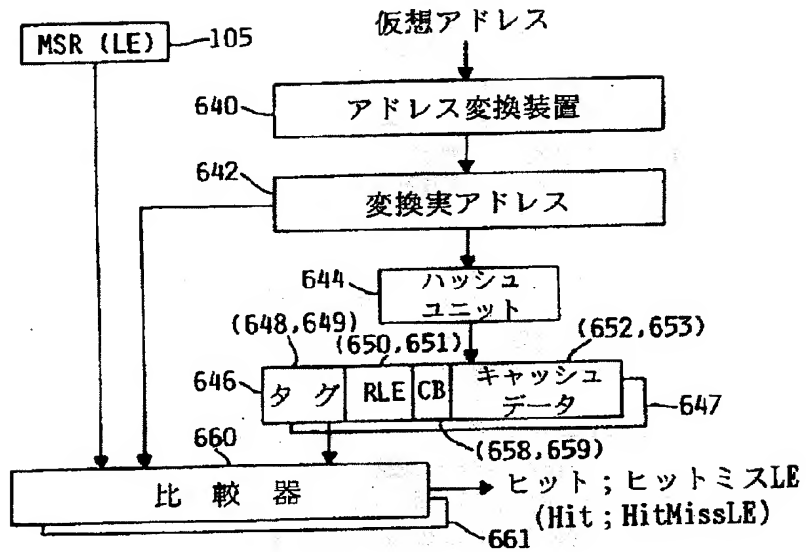 仮想アドレス
MSR (LE)
105
640
アドレス変換装置
642
変換実アドレス
644
ハッシュ
ユニット
(648,649)
(650,651)
(652,653)
646
タグ
RLE
CB
キャッシュ
データ
647
(658,659)
660
比較器
ヒット;ヒットミスLE
(Hit;HitMissLE)
661